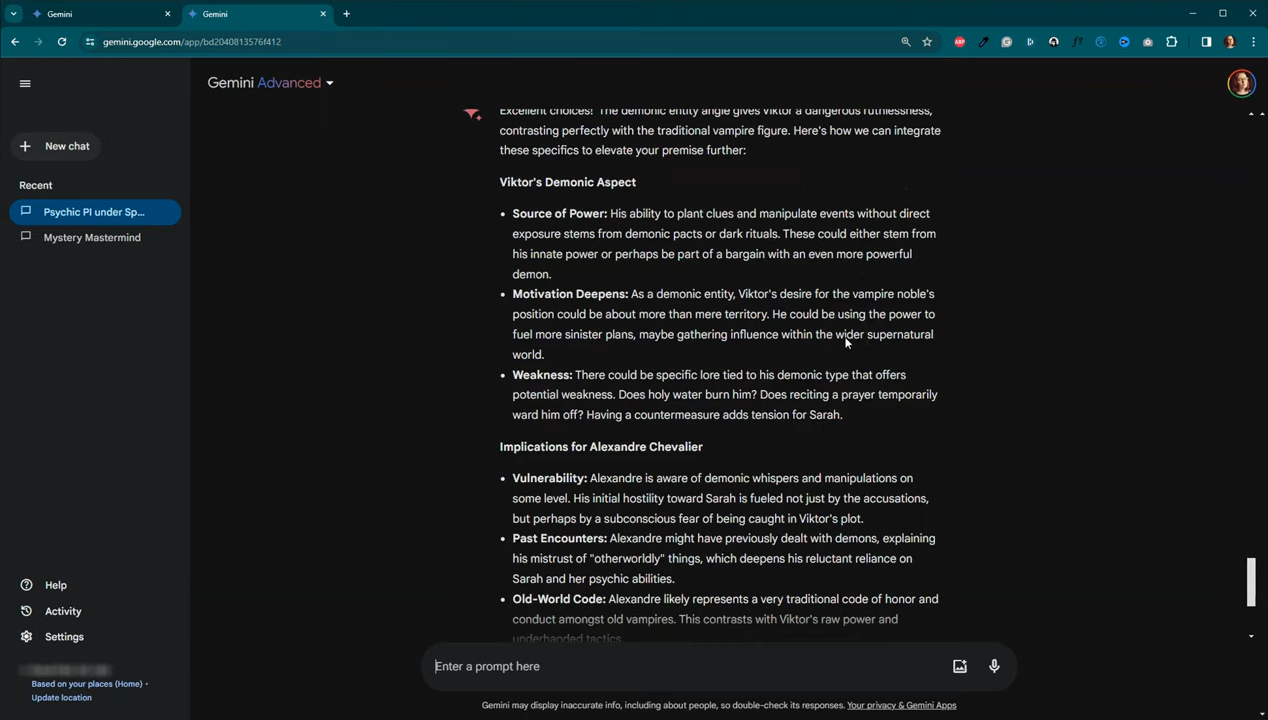 Gemini
Gemini
gemini.google.com/app/bd2040813576f412
Gemini Advanced
New chat
Recent
Psychic PI under Sp...
Mystery Mastermind
Excellent choices! The demonic entity angle gives Viktor a dangerous ruthlessness,
contrasting perfectly with the traditional vampire figure. Here's how we can integrate
these specifics to elevate your premise further:
Viktor's Demonic Aspect
• Source of Power: His ability to plant clues and manipulate events without direct
exposure stems from demonic pacts or dark rituals. These could either stem from
his innate power or perhaps be part of a bargain with an even more powerful
demon.
• Motivation Deepens: As a demonic entity, Viktor's desire for the vampire noble's
position could be about more than mere territory. He could be using the power to
fuel more sinister plans, maybe gathering influence within the wider supernatural
world.
• Weakness: There could be specific lore tied to his demonic type that offers
potential weakness. Does holy water burn him? Does reciting a prayer temporarily
ward him off? Having a countermeasure adds tension for Sarah.
Implications for Alexandre Chevalier
• Vulnerability: Alexandre is aware of demonic whispers and manipulations on
some level. His initial hostility toward Sarah is fueled not just by the accusations,
but perhaps by a subconscious fear of being caught in Viktor's plot.
• Past Encounters: Alexandre might have previously dealt with demons, explaining
his mistrust of "otherworldly" things, which deepens his reluctant reliance on
Sarah and her psychic abilities.
• Old-World Code: Alexandre likely represents a very traditional code of honor and
conduct amongst old vampires. This contrasts with Viktor's raw power and
underhanded tactics.
Help
Activity
Settings
Based on your places (Home) •
Update location
Enter a prompt here
Gemini may display inaccurate info, including about people, so double-check its responses. Your privacy & Gemini Apps